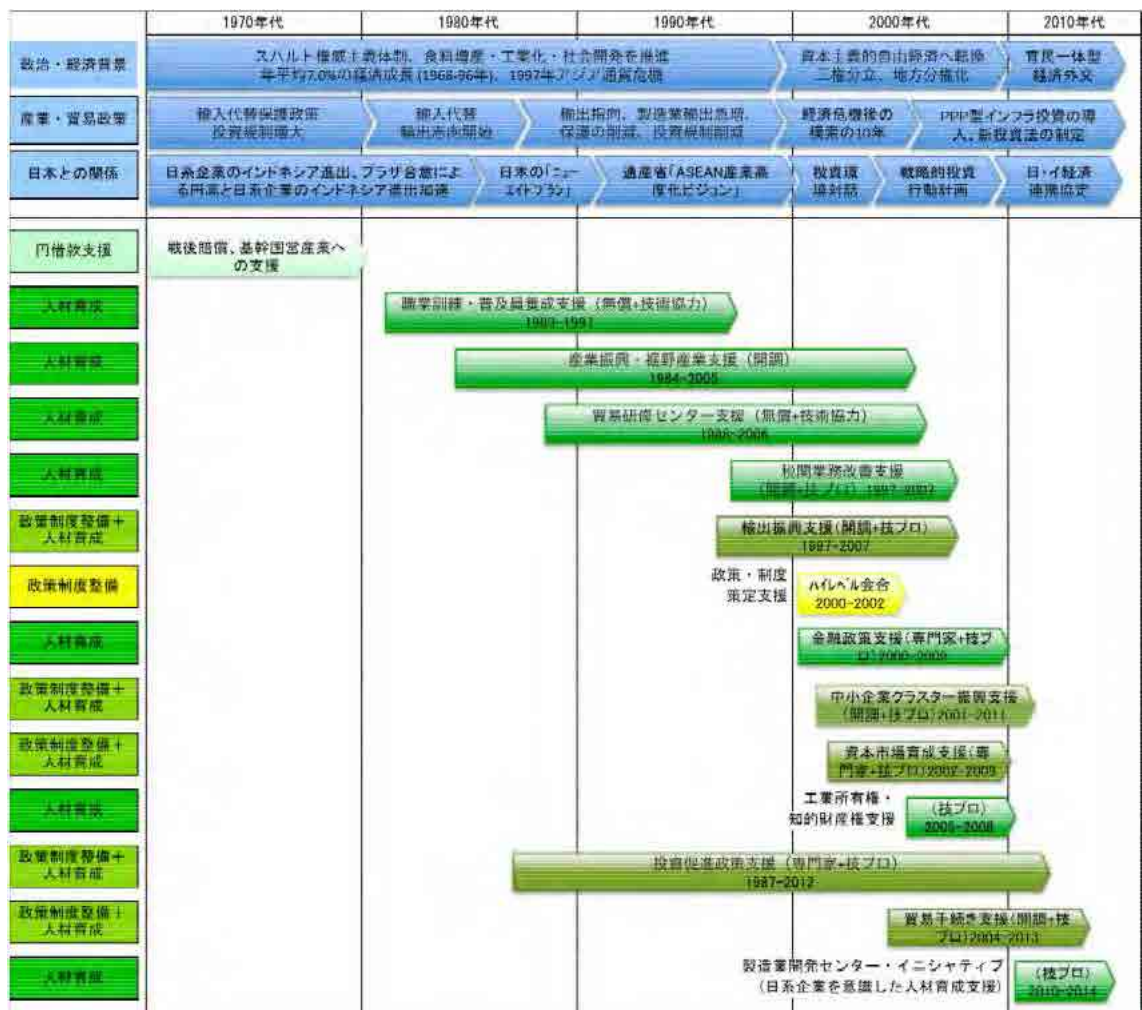 1970年代 1980年代 1990年代 2000年代 2010年代
政治・経済背景
スハルト権威主義体制、食料増産・工業化・社会開発を推進
年平均7.0%の経済成長(1968-96年)、1997年アジア通貨危機
資本主義的自由経済へ転換
三権分立、地方分権化
官民一体型
経済外交
産業・貿易政策
輸入代替保護政策
投資規制増大
輸入代替
輸出志向開始
輸出指向、製造業輸出急増、
保護の削減、投資規制削減
経済危機後の
模索の10年
PPP型インフラ投資の導
入、新投資法の制定
日本との関係
日系企業のインドネシア進出、プラザ合意によ
る円高と日系企業のインドネシア進出加速
日本の「ニュー
エイドプラン」
通産省「ASEAN産業高
度化ビジョン」
投資環
境対話
戦略的投資
行動計画
日・イ経済
連携協定
円借款支援
戦後賠償、基幹国営産業へ
の支援
人材育成
職業訓練・普及員養成支援(無償+技術協力)
人材育成
産業振興・裾野産業支援(開調)
1984-2005
人材育成
貿易研修センター支援(無償+技術協力)
人材育成
税関業務改善支援
(開調+技プロ)
政策制度整備+
人材育成
輸出振興支援(開調+技プロ)
1997-2007
政策制度整備
政策・制度
策定支援
ハイレベル会合
2000-2002
人材育成
金融政策支援(専門家+技プ
ロ)2000-2009
政策制度整備+
人材育成
中小企業クラスター振興支援
(開調+技プロ)2001-2011
政策制度整備+
人材育成
資本市場育成支援(専
門家+技プロ)2002-2009
人材育成
工業所有権・
知的財産権支援
(技プロ)
政策制度整備+
人材育成
投資促進政策支援(専門家+技プロ)
1987-2012
政策制度整備+
人材育成
貿易手続き支援(開調+技
プロ)2004-2013
人材育成
製造業開発センター・イニシャティブ
(日系企業を意識した人材育成支援)
(技プロ)
2010-2014